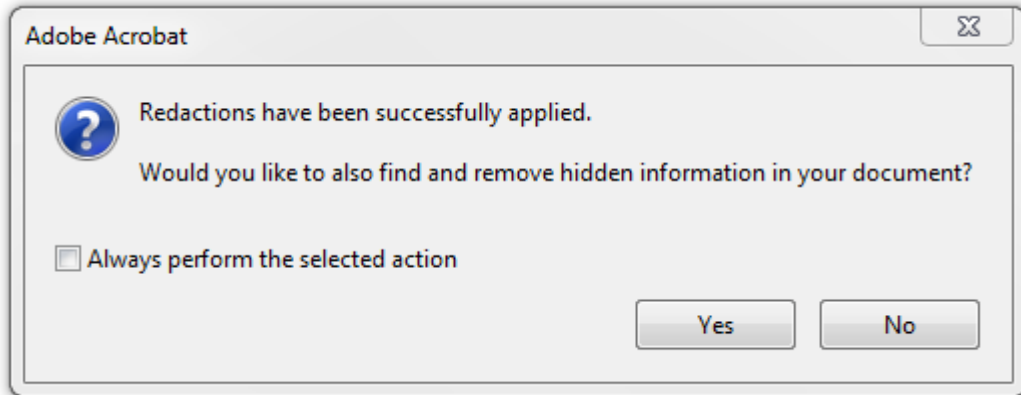 Adobe Acrobat
Redactions have been successfully applied.
Would you like to also find and remove hidden information in your document?
Always perform the selected action
Yes
No